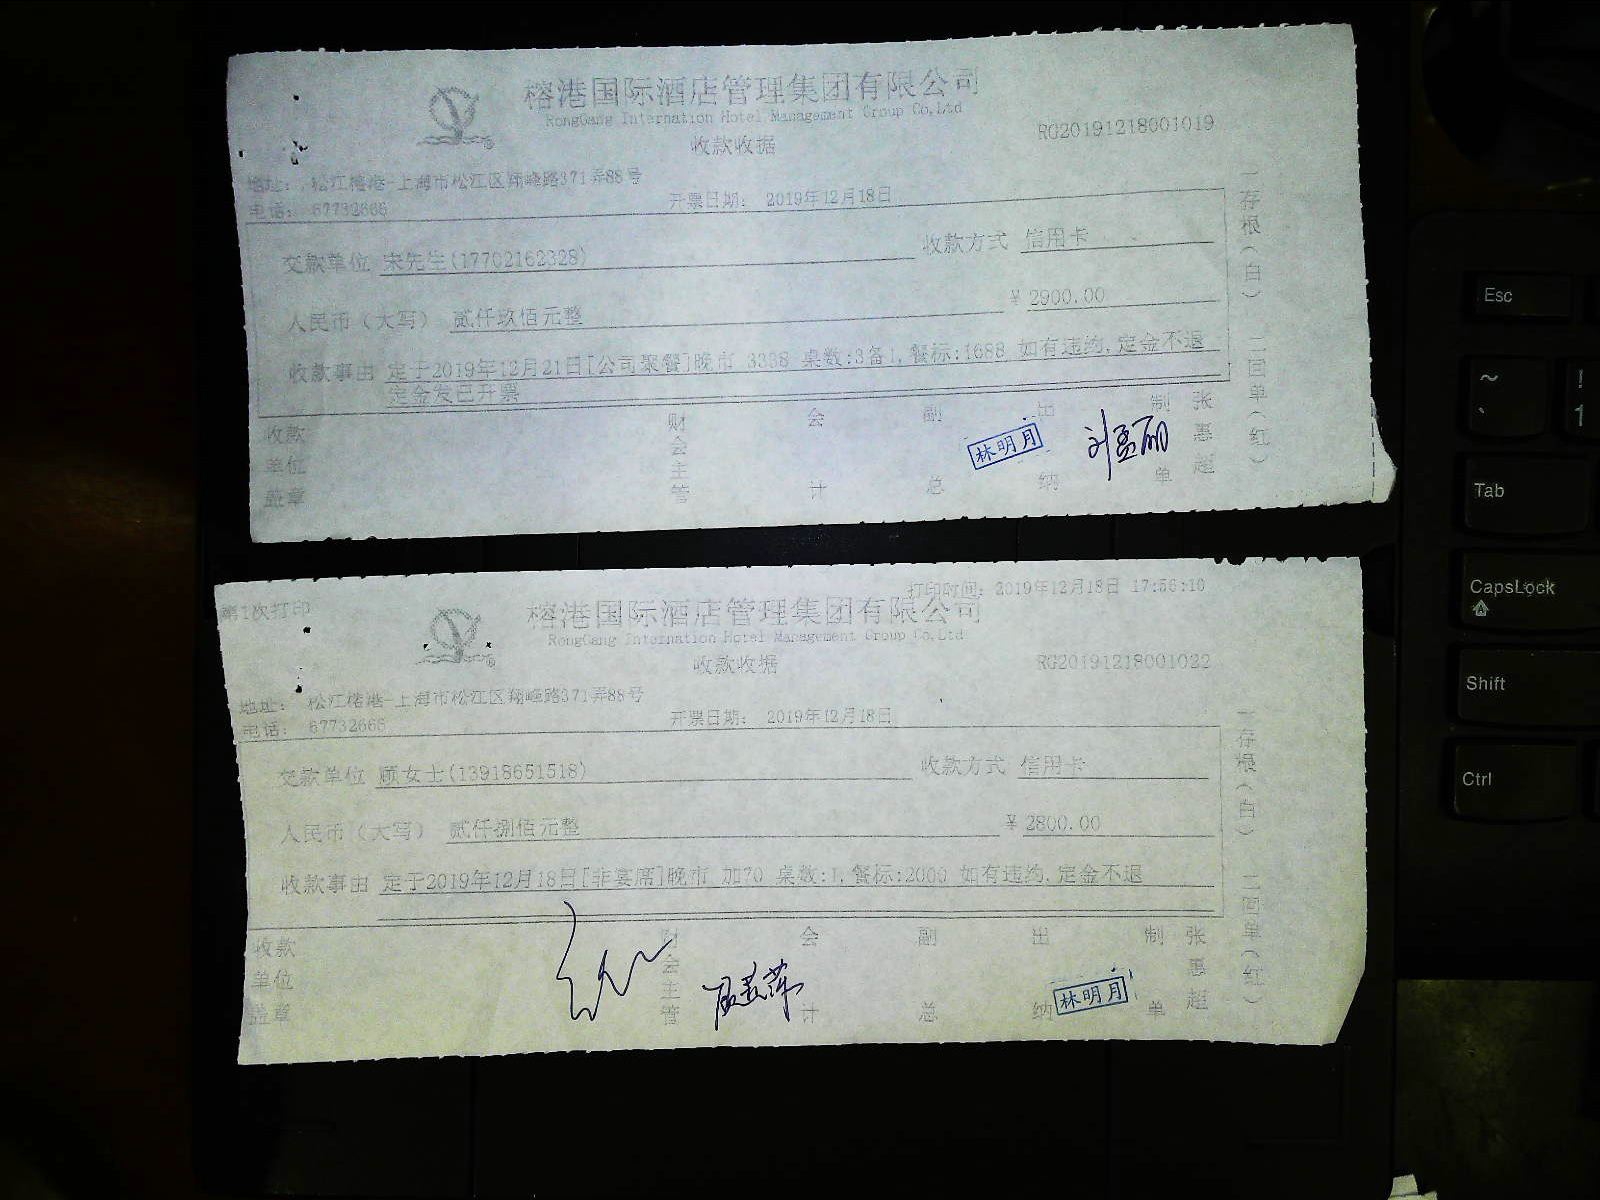 榕港国际酒店管理集团有限公司
RongGang Internation Hotel Management Group Co,Ltd
收款收据
RG20191218001019
地址: 松江榕港-上海市松江区翔峰路371弄88号
电话: 67732666
开票日期: 2019年12月18日
交款单位 宋先生(17702162328)
收款方式 信用卡
人民币(大写) 贰仟玖佰元整
¥ 2900.00
收款事由 定于2019年12月21日[公司聚餐]晚市 3398 桌数:3备1,餐标:1688 如有违约,定金不退
定金发已开票
收款单位盖章
财会主管
会计
副总
出纳
林明月
制单
刘孟丽
张惠超
一存根(白)
二回单(红)
第1次打印
打印时间: 2019年12月18日 17:56:10
榕港国际酒店管理集团有限公司
RongGang Internation Hotel Management Group Co,Ltd
收款收据
RG20191218001022
地址: 松江榕港-上海市松江区翔峰路371弄88号
电话: 67732666
开票日期: 2019年12月18日
交款单位 顾女士(13918651518)
收款方式 信用卡
人民币(大写) 贰仟捌佰元整
¥ 2800.00
收款事由 定于2019年12月18日[非宴席]晚市 加70 桌数:1,餐标:2000 如有违约,定金不退
收款单位盖章
财会主管
会计
副总
出纳
林明月
制单
张惠超
一存根(白)
二回单(红)
Esc
~
`
!
1
Tab
CapsLock
Shift
Ctrl